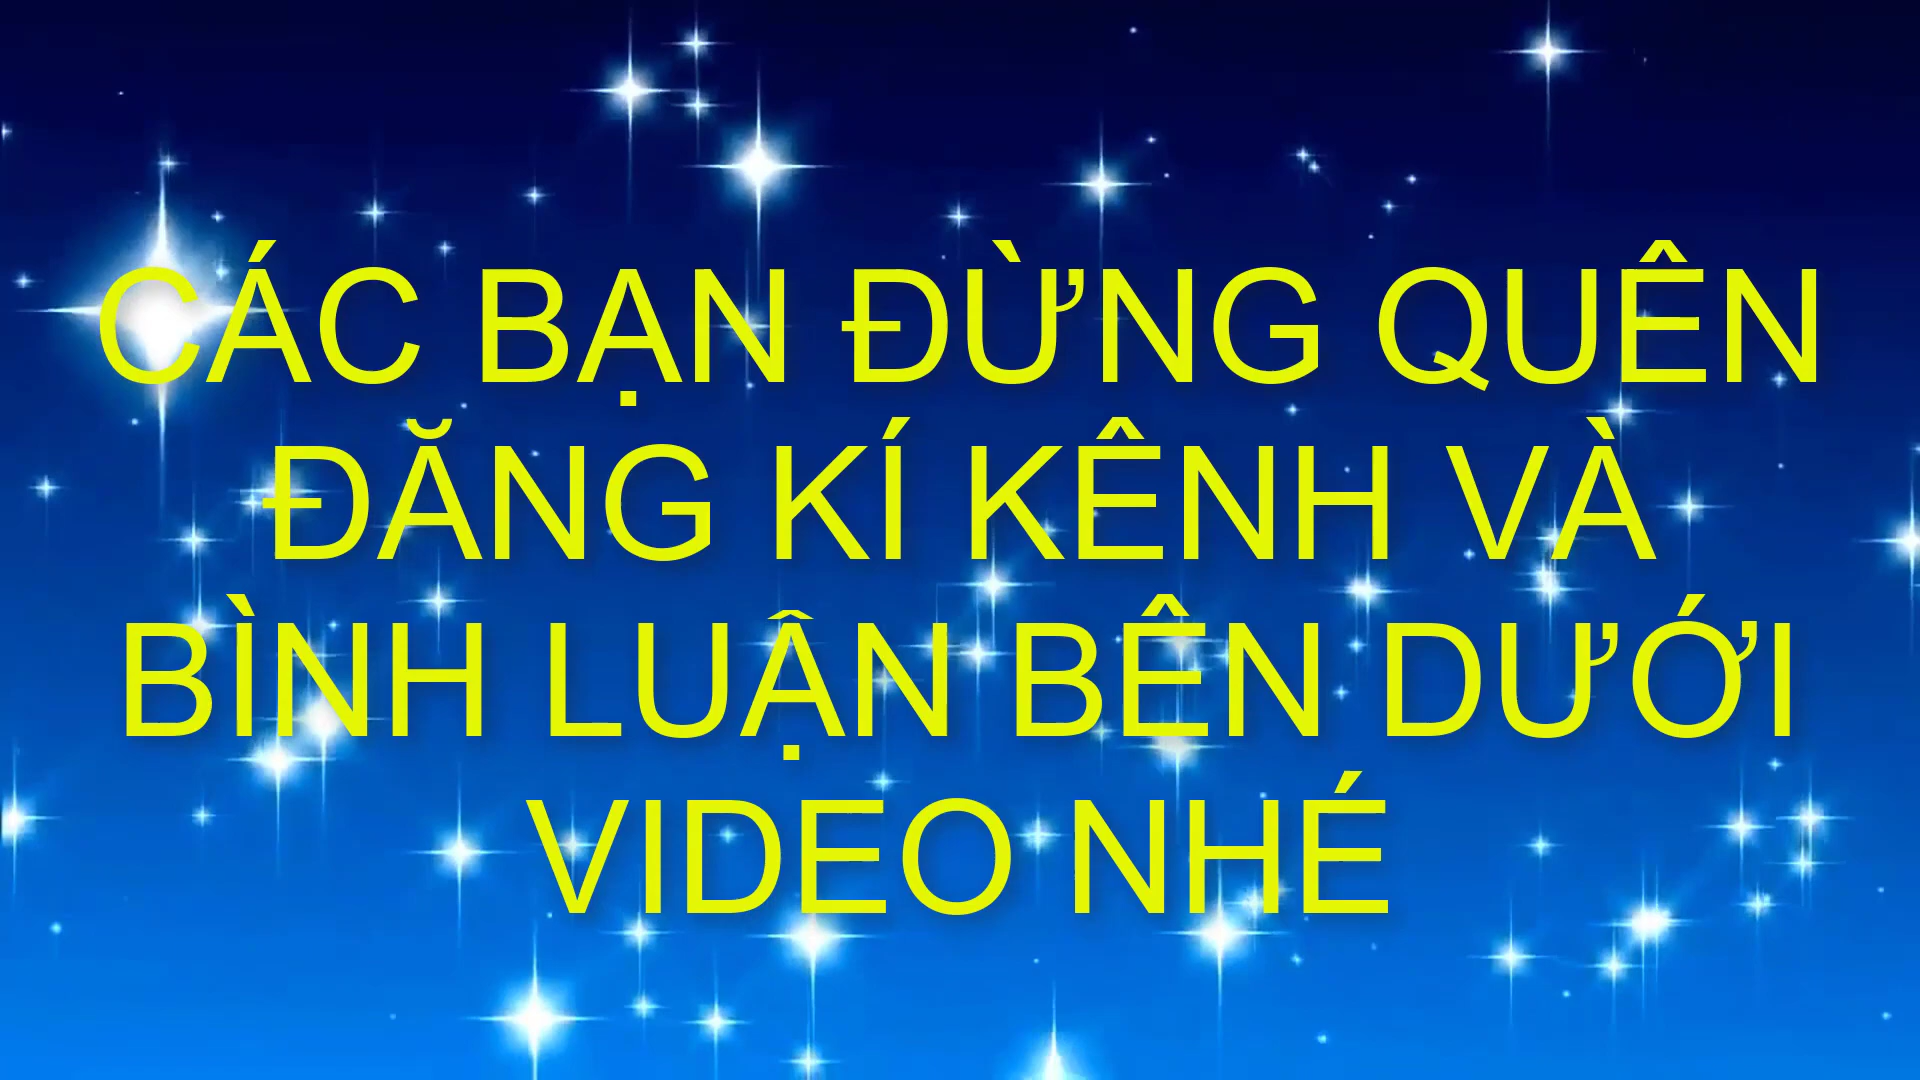 CÁC BẠN ĐỪNG QUÊN
ĐĂNG KÍ KÊNH VÀ
BÌNH LUẬN BÊN DƯỚI
VIDEO NHÉ